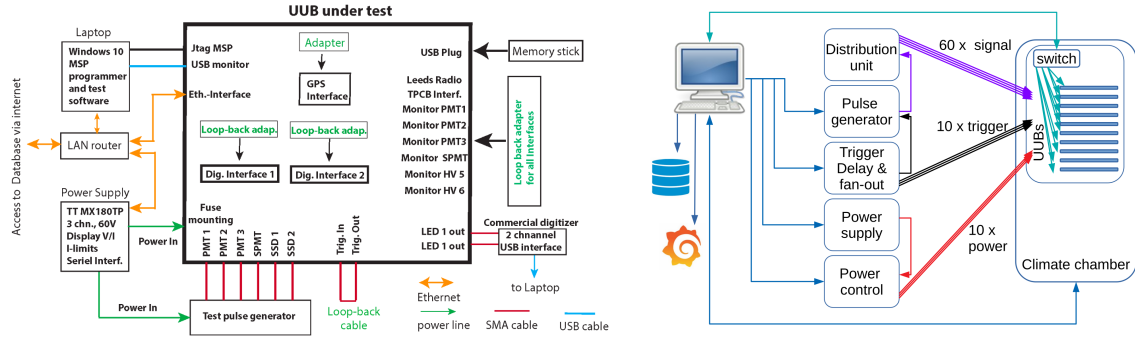 UUB under test
Laptop
Windows 10
MSP
programmer
and test
software
Jtag MSP
USB monitor
Eth.-Interface
Access to Database via internet
LAN router
Power Supply
TT MX180TP
3 chn., 60V
Display V/I
I-limits
Seriel Interf.
Power In
Power In
Adapter
GPS
Interface
Loop-back adap.
Loop-back adap.
Dig. Interface 1
Dig. Interface 2
Fuse
mounting
PMT 1
PMT 2
PMT 3
SPMT
SSD 1
SSD 2
Trig. In
Trig. Out
Test pulse generator
Loop-back
cable
USB Plug
Leeds Radio
TPCB Interf.
Monitor PMT1
Monitor PMT2
Monitor PMT3
Monitor SPMT
Monitor HV 5
Monitor HV 6
LED 1 out
LED 1 out
Memory stick
Loop back adapter
for all Interfaces
Commercial digitizer
2 chnannel
USB interface
to Laptop
Ethernet
power line
SMA cable
USB cable
Distribution
unit
Pulse
generator
Trigger
Delay &
fan-out
Power
supply
Power
control
60 x signal
10 x trigger
10 x
power
switch
UUBs
Climate chamber